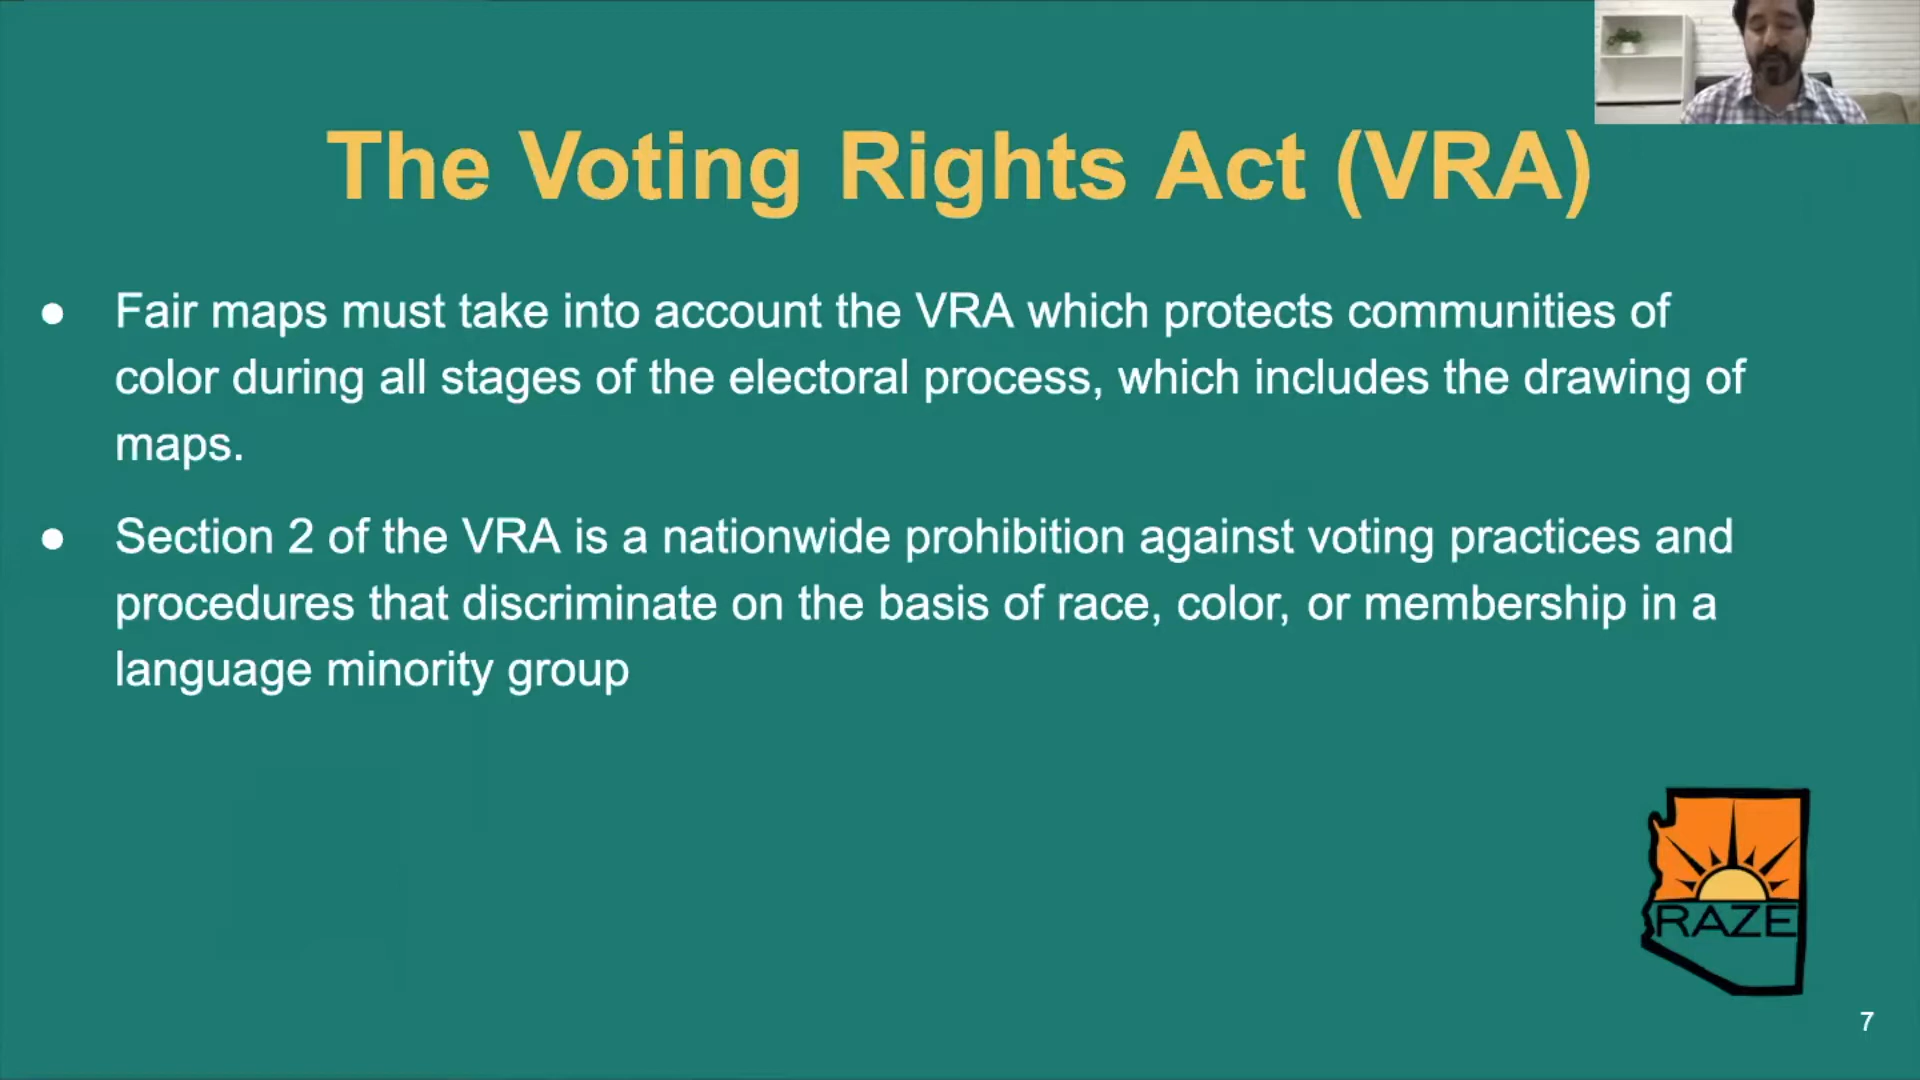 The Voting Rights Act (VRA)
● Fair maps must take into account the VRA which protects communities of
color during all stages of the electoral process, which includes the drawing of
maps.
● Section 2 of the VRA is a nationwide prohibition against voting practices and
procedures that discriminate on the basis of race, color, or membership in a
language minority group
RAZE
7